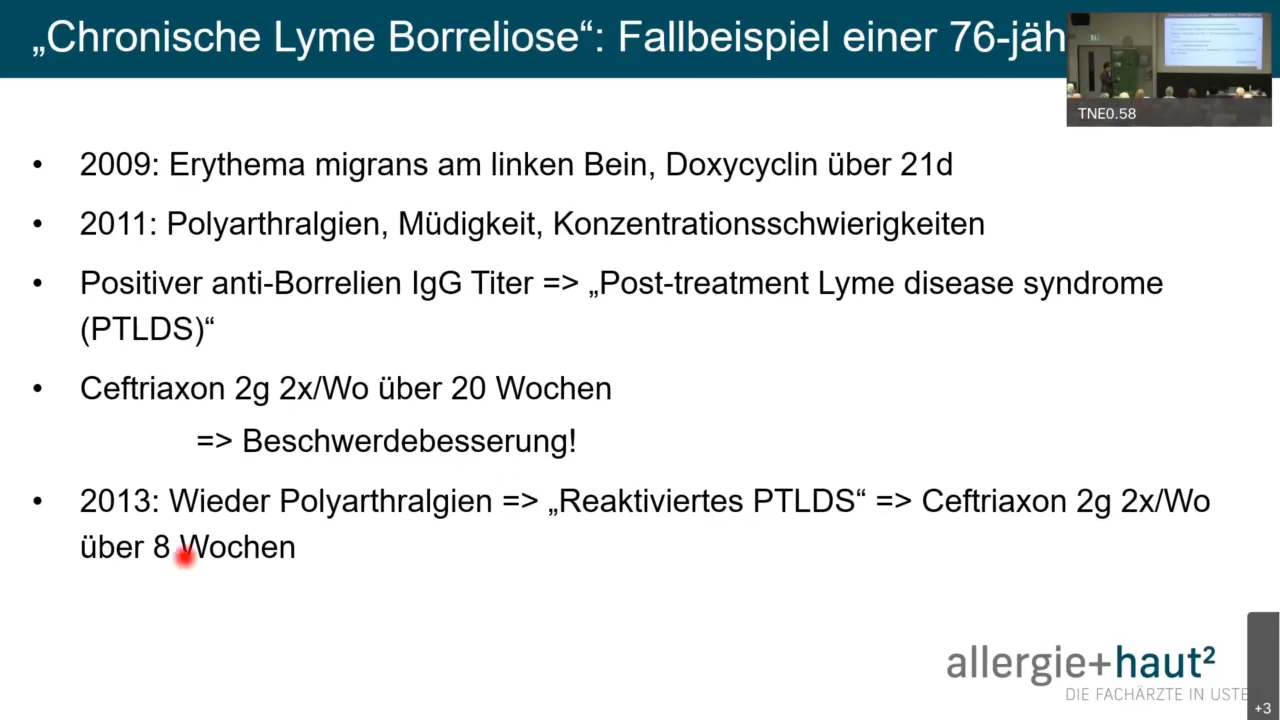 „Chronische Lyme Borreliose“: Fallbeispiel einer 76-jäh
TNE0.58
• 2009: Erythema migrans am linken Bein, Doxycyclin über 21d
• 2011: Polyarthralgien, Müdigkeit, Konzentrationsschwierigkeiten
• Positiver anti-Borrelien IgG Titer => „Post-treatment Lyme disease syndrome
(PTLDS)“
• Ceftriaxon 2g 2x/Wo über 20 Wochen
=> Beschwerdebesserung!
• 2013: Wieder Polyarthralgien => „Reaktiviertes PTLDS“ => Ceftriaxon 2g 2x/Wo
über 8 Wochen
allergie+haut²
DIE FACHÄRZTE IN USTE
+3